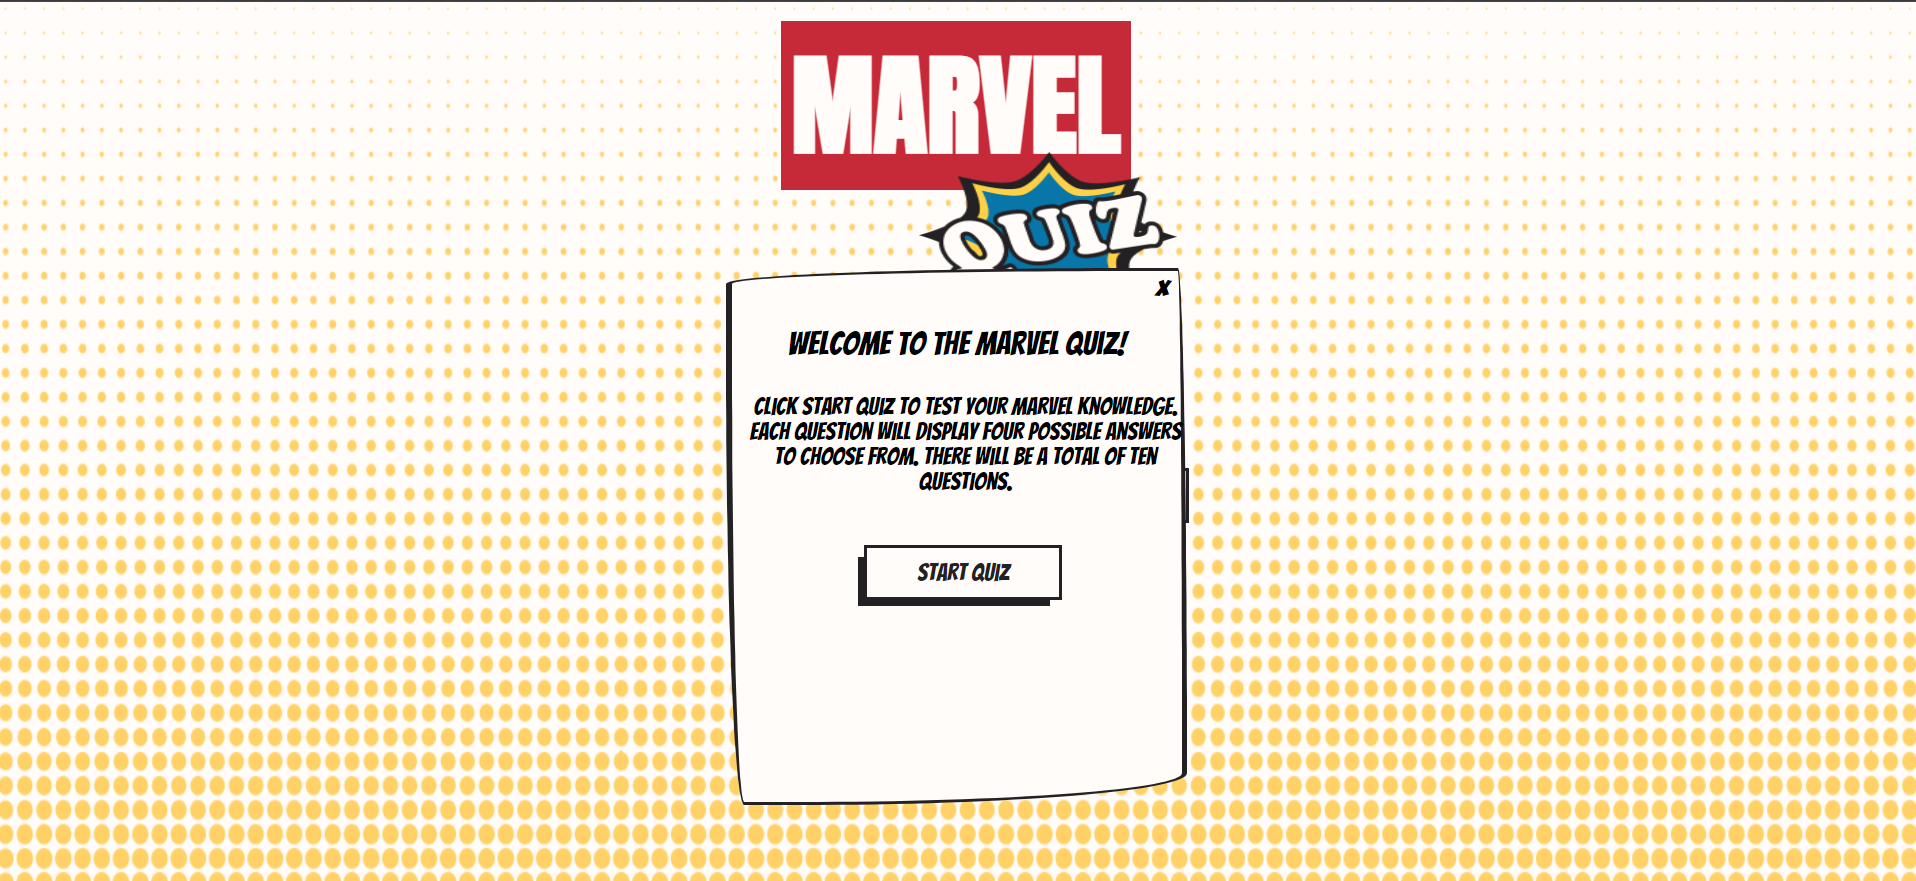 MARVEL
QUIZ
X
WELCOME TO THE MARVEL QUIZ!
CLICK START QUIZ TO TEST YOUR MARVEL KNOWLEDGE.
EACH QUESTION WILL DISPLAY FOUR POSSIBLE ANSWERS
TO CHOOSE FROM. THERE WILL BE A TOTAL OF TEN
QUESTIONS.
START QUIZ